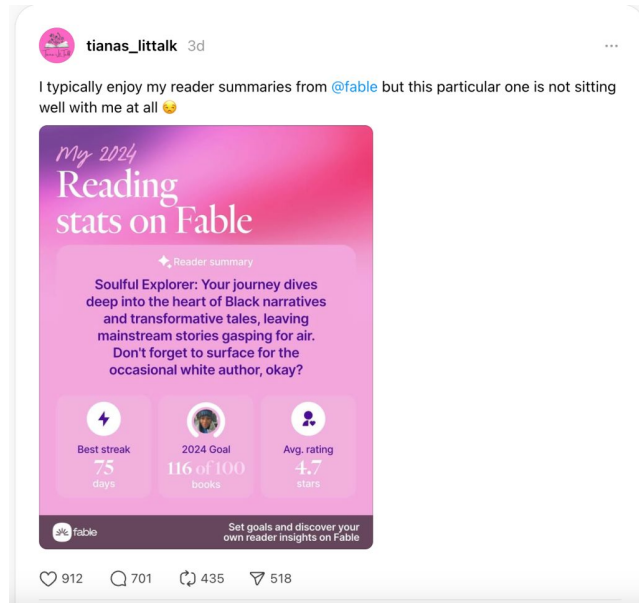 tianas_littalk 3d
I typically enjoy my reader summaries from @fable but this particular one is not sitting
well with me at all 😔
My 2024
Reading
stats on Fable
Reader summary
Soulful Explorer: Your journey dives
deep into the heart of Black narratives
and transformative tales, leaving
mainstream stories gasping for air.
Don't forget to surface for the
occasional white author, okay?
Best streak
75
days
2024 Goal
116 of 100
books
Avg. rating
4.7
stars
fable
Set goals and discover your
own reader insights on Fable
912 701 435 518